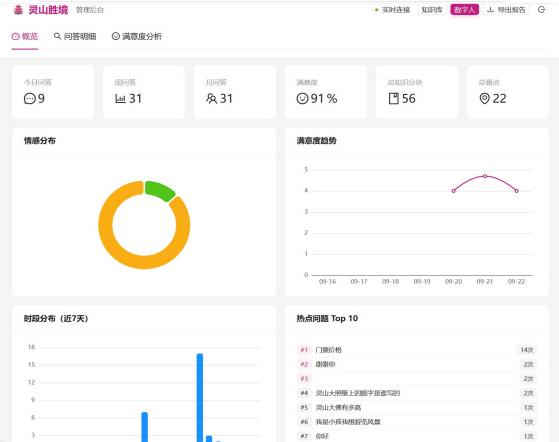 灵山胜境 管理后台 实时连接 知识库 数字人 导出报告
概览 问答明细 满意度分析
今日问答 周问答 月问答 满意度 总知识分块 总景点
9 31 31 91% 56 22
情感分布
满意度趋势
5
4
3
2
1
0
09-16 09-17 09-18 09-19 09-20 09-21 09-22
时段分布（近7天）
18
15
12
9
6
3
热点问题 Top 10
#1 门票价格 14次
#2 谢谢你 2次
#3 2次
#4 灵山大照壁上的题字是谁写的 2次
#5 灵山大佛有多高 1次
#6 我是小孩我想游览风景 1次
#7 你好 1次